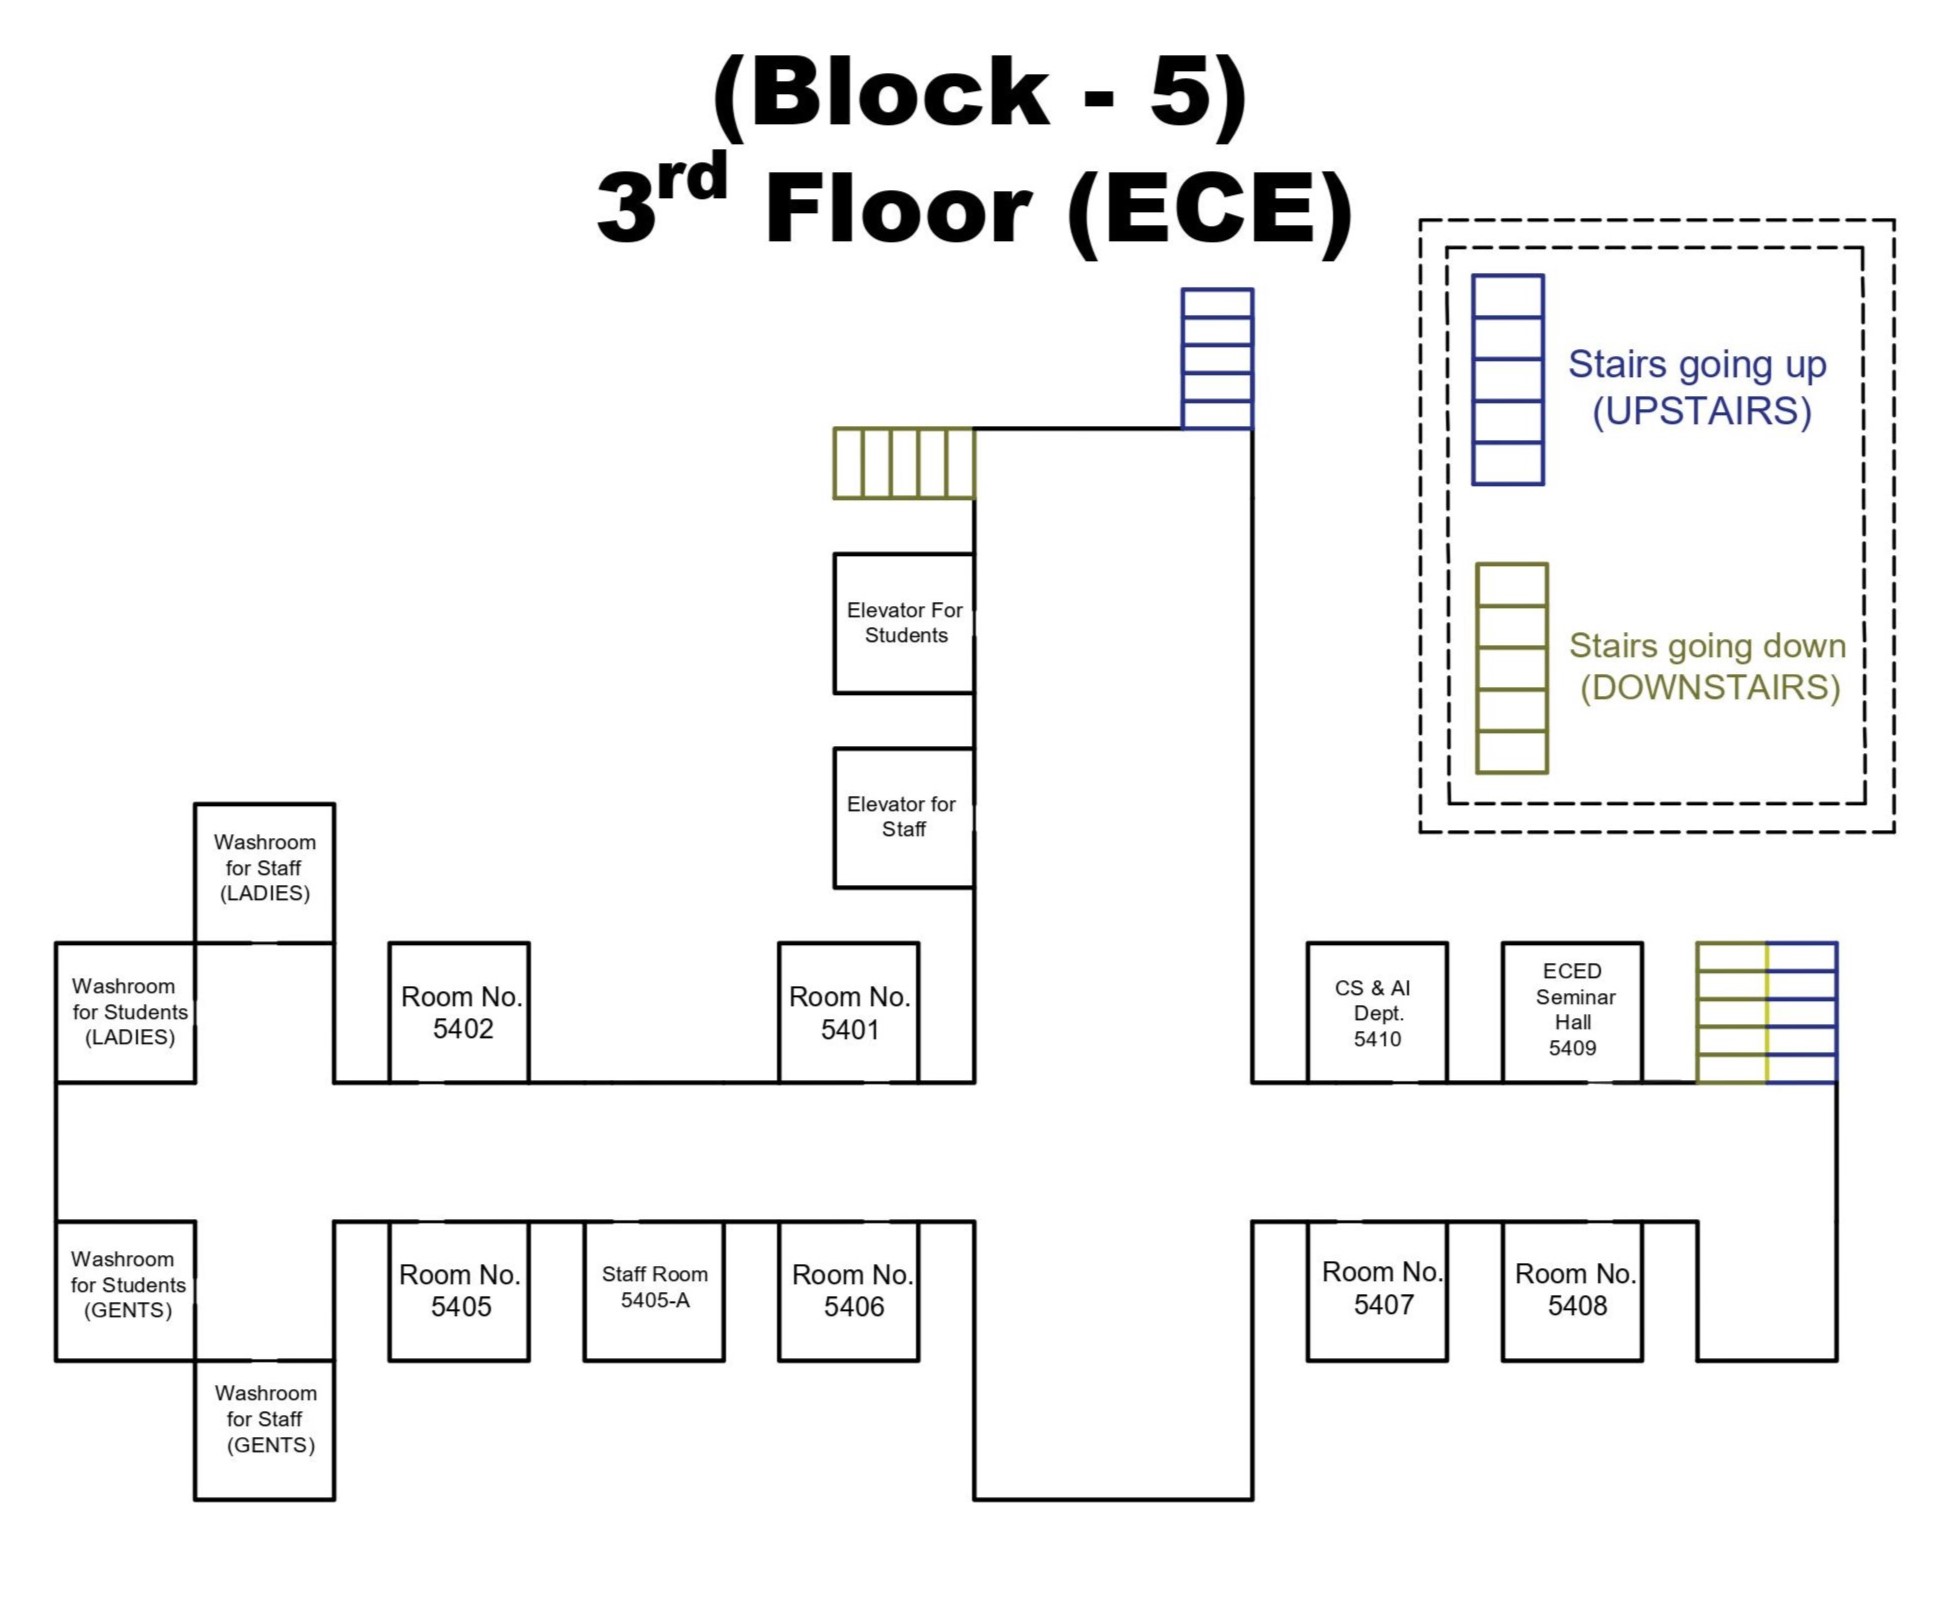 (Block - 5)
3rd Floor (ECE)
Stairs going up
(UPSTAIRS)
Stairs going down
(DOWNSTAIRS)
Elevator For
Students
Elevator for
Staff
Washroom
for Staff
(LADIES)
Washroom
for Students
(LADIES)
Room No.
5402
Room No.
5401
CS & AI
Dept.
5410
ECED
Seminar
Hall
5409
Washroom
for Students
(GENTS)
Room No.
5405
Staff Room
5405-A
Room No.
5406
Room No.
5407
Room No.
5408
Washroom
for Staff
(GENTS)